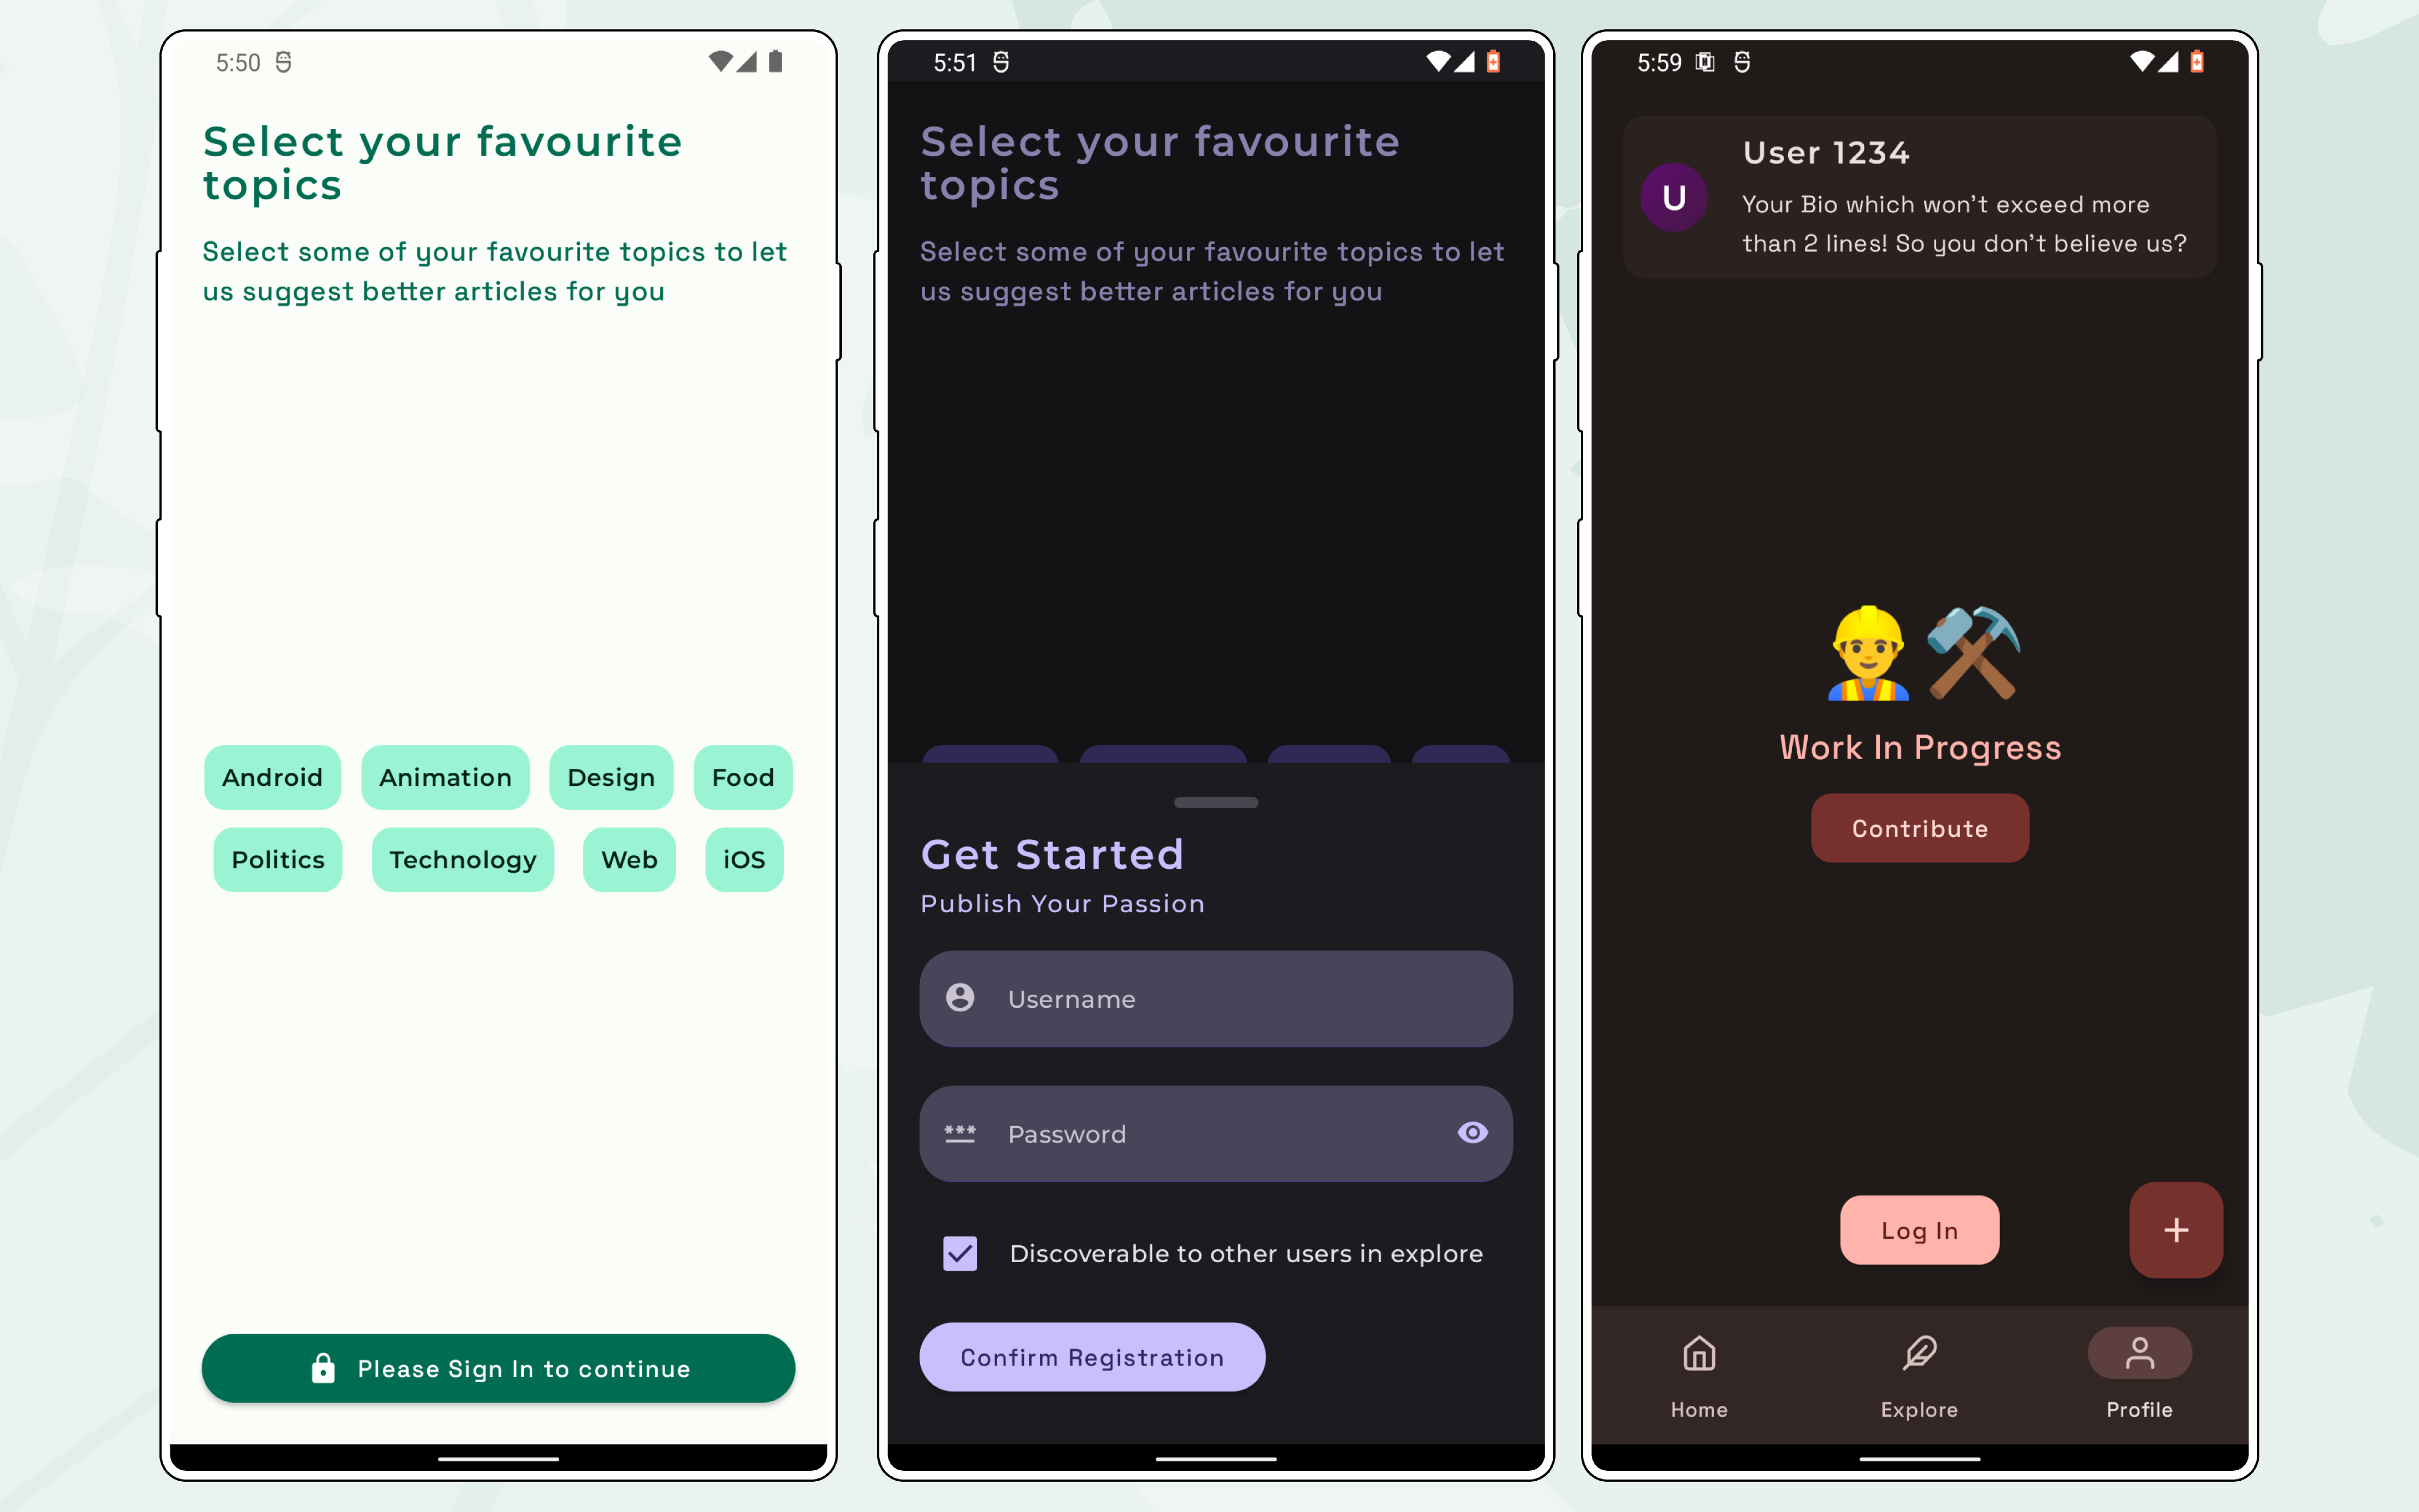 5:50
Select your favourite
topics
Select some of your favourite topics to let
us suggest better articles for you
Android Animation Design Food
Politics Technology Web iOS
Please Sign In to continue
5:51
Select your favourite
topics
Select some of your favourite topics to let
us suggest better articles for you
Get Started
Publish Your Passion
Username
*** Password
Discoverable to other users in explore
Confirm Registration
5:59
U
User 1234
Your Bio which won't exceed more
than 2 lines! So you don't believe us?
Work In Progress
Contribute
Log In
+
Home Explore Profile